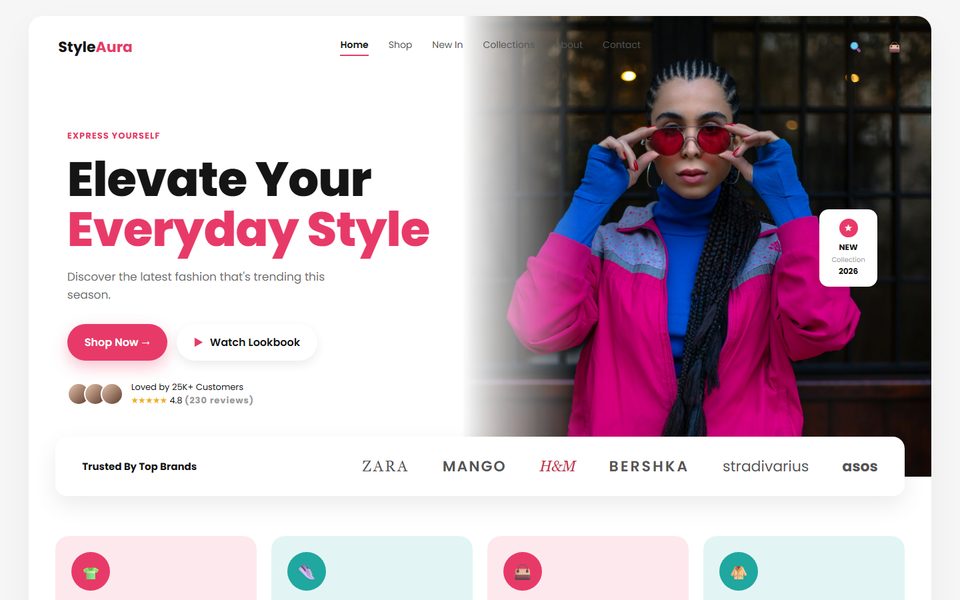 StyleAura
Home Shop New In Collections About Contact
EXPRESS YOURSELF
Elevate Your
Everyday Style
Discover the latest fashion that's trending this
season.
Shop Now → ▶ Watch Lookbook
Loved by 25K+ Customers
★★★★★ 4.8 (230 reviews)
NEW
Collection
2026
Trusted By Top Brands ZARA MANGO H&M BERSHKA stradivarius asos